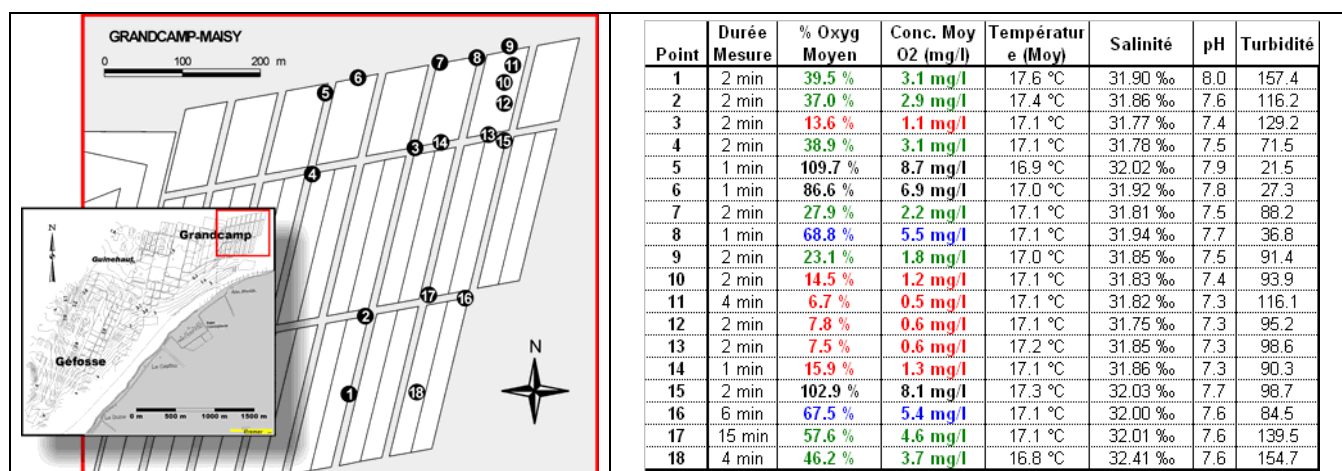 GRANDCAMP-MAISY
0 100 200 m
9
8
11
7
6
10
5
12
13
3 14 15
4
N
Grandcamp
Guinehaut
17 16
2
Géfosse
N
1 18
0 m 500 m 1000 m 1500 m
Ifremer
Point Durée Mesure % Oxyg Moyen Conc. Moy O2 (mg/l) Températur e (Moy) Salinité pH Turbidité
1 2 min 39.5 % 3.1 mg/l 17.6 °C 31.90 ‰ 8.0 157.4
2 2 min 37.0 % 2.9 mg/l 17.4 °C 31.86 ‰ 7.6 116.2
3 2 min 13.6 % 1.1 mg/l 17.1 °C 31.77 ‰ 7.4 129.2
4 2 min 38.9 % 3.1 mg/l 17.1 °C 31.78 ‰ 7.5 71.5
5 1 min 109.7 % 8.7 mg/l 16.9 °C 32.02 ‰ 7.9 21.5
6 1 min 86.6 % 6.9 mg/l 17.0 °C 31.92 ‰ 7.8 27.3
7 2 min 27.9 % 2.2 mg/l 17.1 °C 31.81 ‰ 7.5 88.2
8 1 min 68.8 % 5.5 mg/l 17.1 °C 31.94 ‰ 7.7 36.8
9 2 min 23.1 % 1.8 mg/l 17.0 °C 31.85 ‰ 7.5 91.4
10 2 min 14.5 % 1.2 mg/l 17.1 °C 31.83 ‰ 7.4 93.9
11 4 min 6.7 % 0.5 mg/l 17.1 °C 31.82 ‰ 7.3 116.1
12 2 min 7.8 % 0.6 mg/l 17.1 °C 31.75 ‰ 7.3 95.2
13 2 min 7.5 % 0.6 mg/l 17.2 °C 31.85 ‰ 7.3 98.6
14 1 min 15.9 % 1.3 mg/l 17.1 °C 31.86 ‰ 7.3 90.3
15 2 min 102.9 % 8.1 mg/l 17.3 °C 32.03 ‰ 7.7 98.7
16 6 min 67.5 % 5.4 mg/l 17.1 °C 32.00 ‰ 7.6 84.5
17 15 min 57.6 % 4.6 mg/l 17.1 °C 32.01 ‰ 7.6 139.5
18 4 min 46.2 % 3.7 mg/l 16.8 °C 32.41 ‰ 7.6 154.7